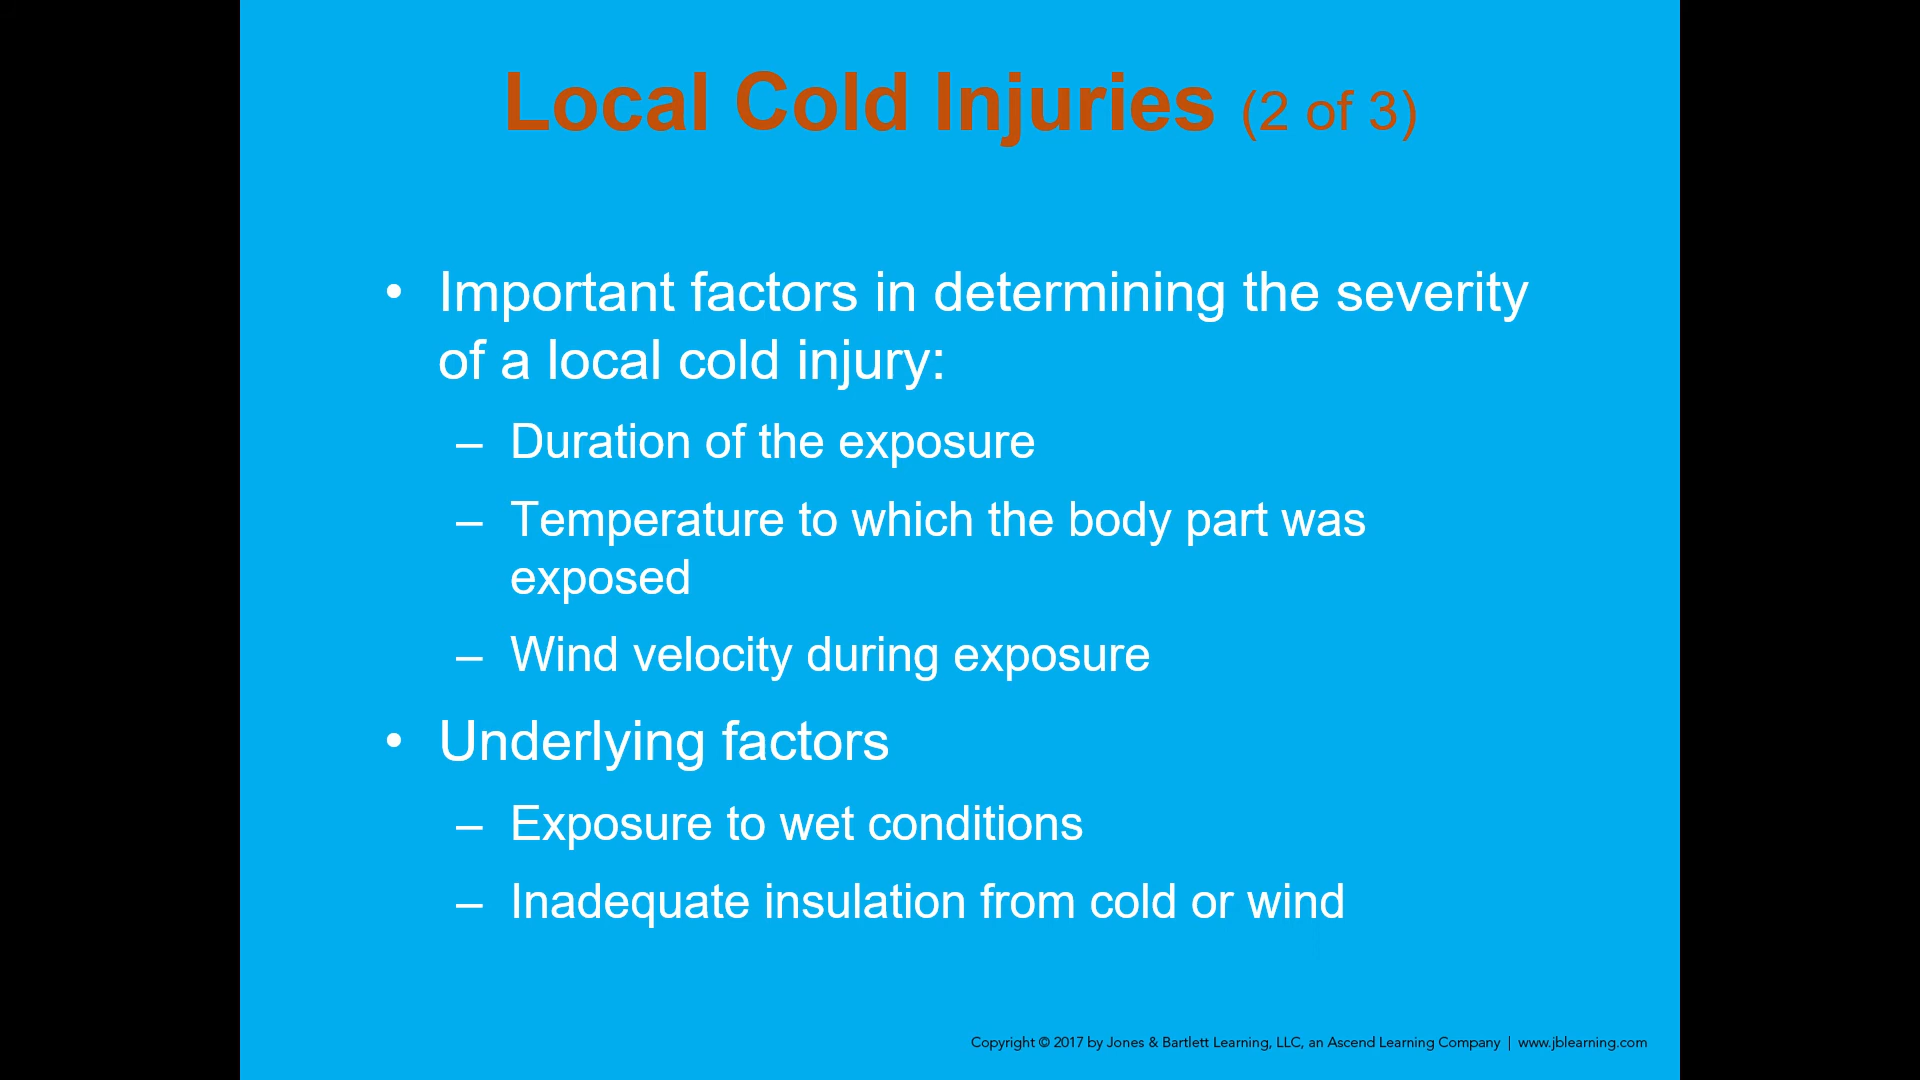 Local Cold Injuries (2 of 3)
• Important factors in determining the severity
of a local cold injury:
– Duration of the exposure
– Temperature to which the body part was
exposed
– Wind velocity during exposure
• Underlying factors
– Exposure to wet conditions
– Inadequate insulation from cold or wind
Copyright © 2017 by Jones & Bartlett Learning, LLC, an Ascend Learning Company | www.jblearning.com